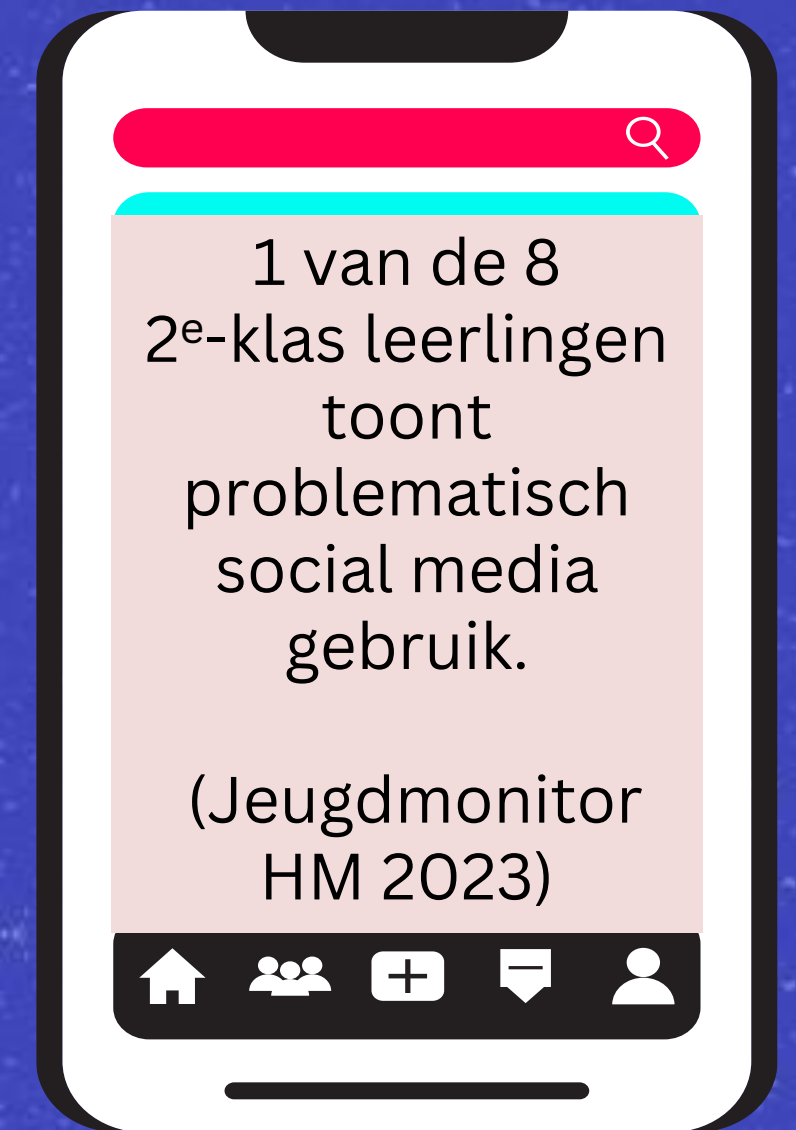 1 van de 8
2ᵉ-klas leerlingen
toont
problematisch
social media
gebruik.
(Jeugdmonitor
HM 2023)